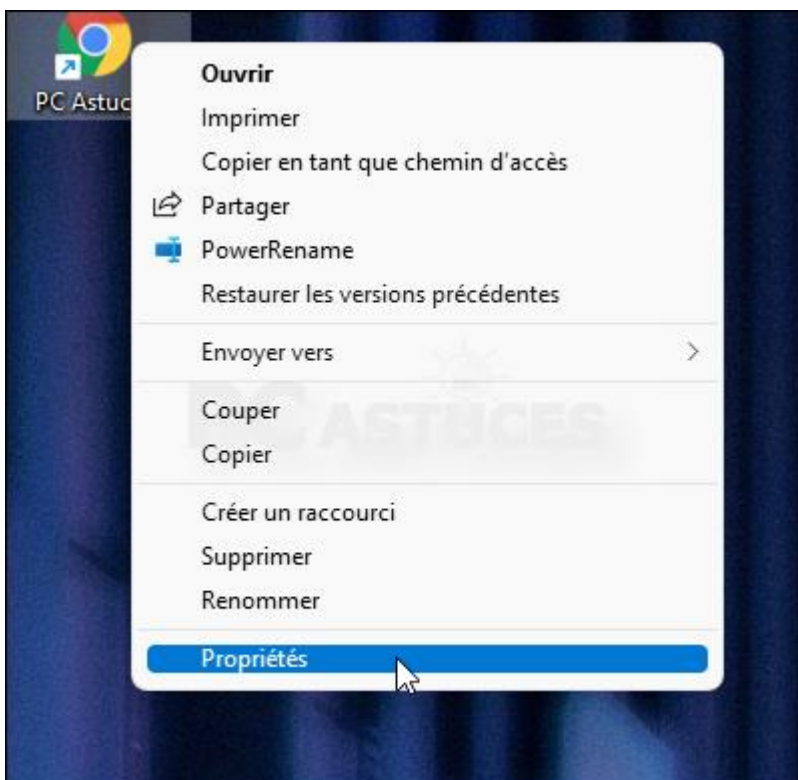 PC Astuc
Ouvrir
Imprimer
Copier en tant que chemin d'accès
Partager
PowerRename
Restaurer les versions précédentes
Envoyer vers
PC ASTUCES
Couper
Copier
Créer un raccourci
Supprimer
Renommer
Propriétés